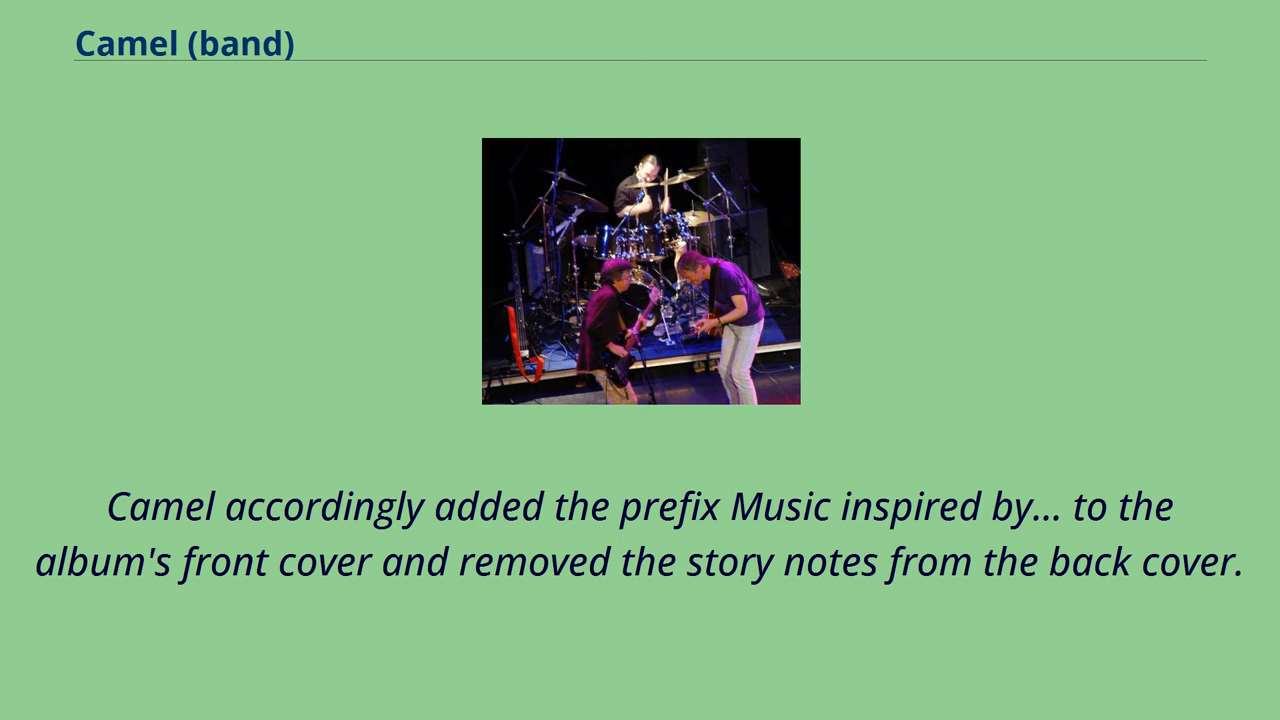 Camel (band)
Camel accordingly added the prefix Music inspired by... to the
album's front cover and removed the story notes from the back cover.